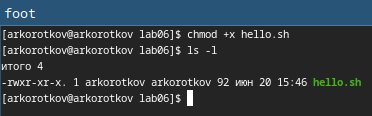 foot
[arkorotkov@arkorotkov lab06]$ chmod +x hello.sh
[arkorotkov@arkorotkov lab06]$ ls -l
итого 4
-rwxr-xr-x. 1 arkorotkov arkorotkov 92 июн 20 15:46 hello.sh
[arkorotkov@arkorotkov lab06]$